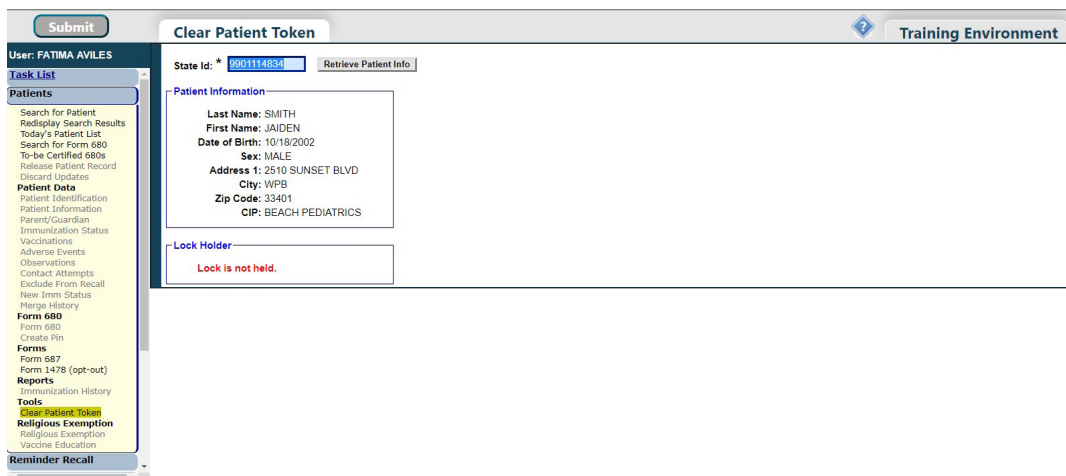 Submit
Clear Patient Token
?
Training Environment
User: FATIMA AVILES
Task List
Patients
Search for Patient
Redisplay Search Results
Today's Patient List
Search for Form 680
To-be Certified 680s
Release Patient Record
Discard Updates
Patient Data
Patient Identification
Patient Information
Parent/Guardian
Immunization Status
Vaccinations
Adverse Events
Observations
Contact Attempts
Exclude From Recall
New Imm Status
Merge History
Form 680
Form 680
Create Pin
Forms
Form 687
Form 1478 (opt-out)
Reports
Immunization History
Tools
Clear Patient Token
Religious Exemption
Religious Exemption
Vaccine Education
Reminder Recall
State Id: * 9901114834 Retrieve Patient Info
Patient Information
Last Name: SMITH
First Name: JAIDEN
Date of Birth: 10/18/2002
Sex: MALE
Address 1: 2510 SUNSET BLVD
City: WPB
Zip Code: 33401
CIP: BEACH PEDIATRICS
Lock Holder
Lock is not held.